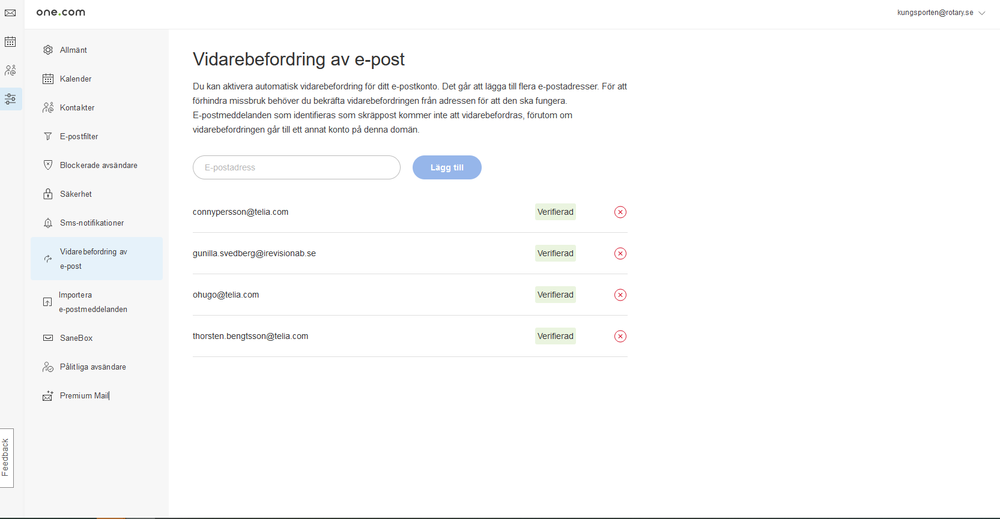 one.com
kungsporten@rotary.se
Allmänt
Kalender
Kontakter
E-postfilter
Blockerade avsändare
Säkerhet
Sms-notifikationer
Vidarebefordring av
e-post
Importera
e-postmeddelanden
SaneBox
Pålitliga avsändare
Premium Mail
Feedback
Vidarebefordring av e-post
Du kan aktivera automatisk vidarebefordring för ditt e-postkonto. Det går att lägga till flera e-postadresser. För att
förhindra missbruk behöver du bekräfta vidarebefordringen från adressen för att den ska fungera.
E-postmeddelanden som identifieras som skräppost kommer inte att vidarebefordras, förutom om
vidarebefordringen går till ett annat konto på denna domän.
E-postadress Lägg till
connypersson@telia.com Verifierad
gunilla.svedberg@irevisionab.se Verifierad
ohugo@telia.com Verifierad
thorsten.bengtsson@telia.com Verifierad